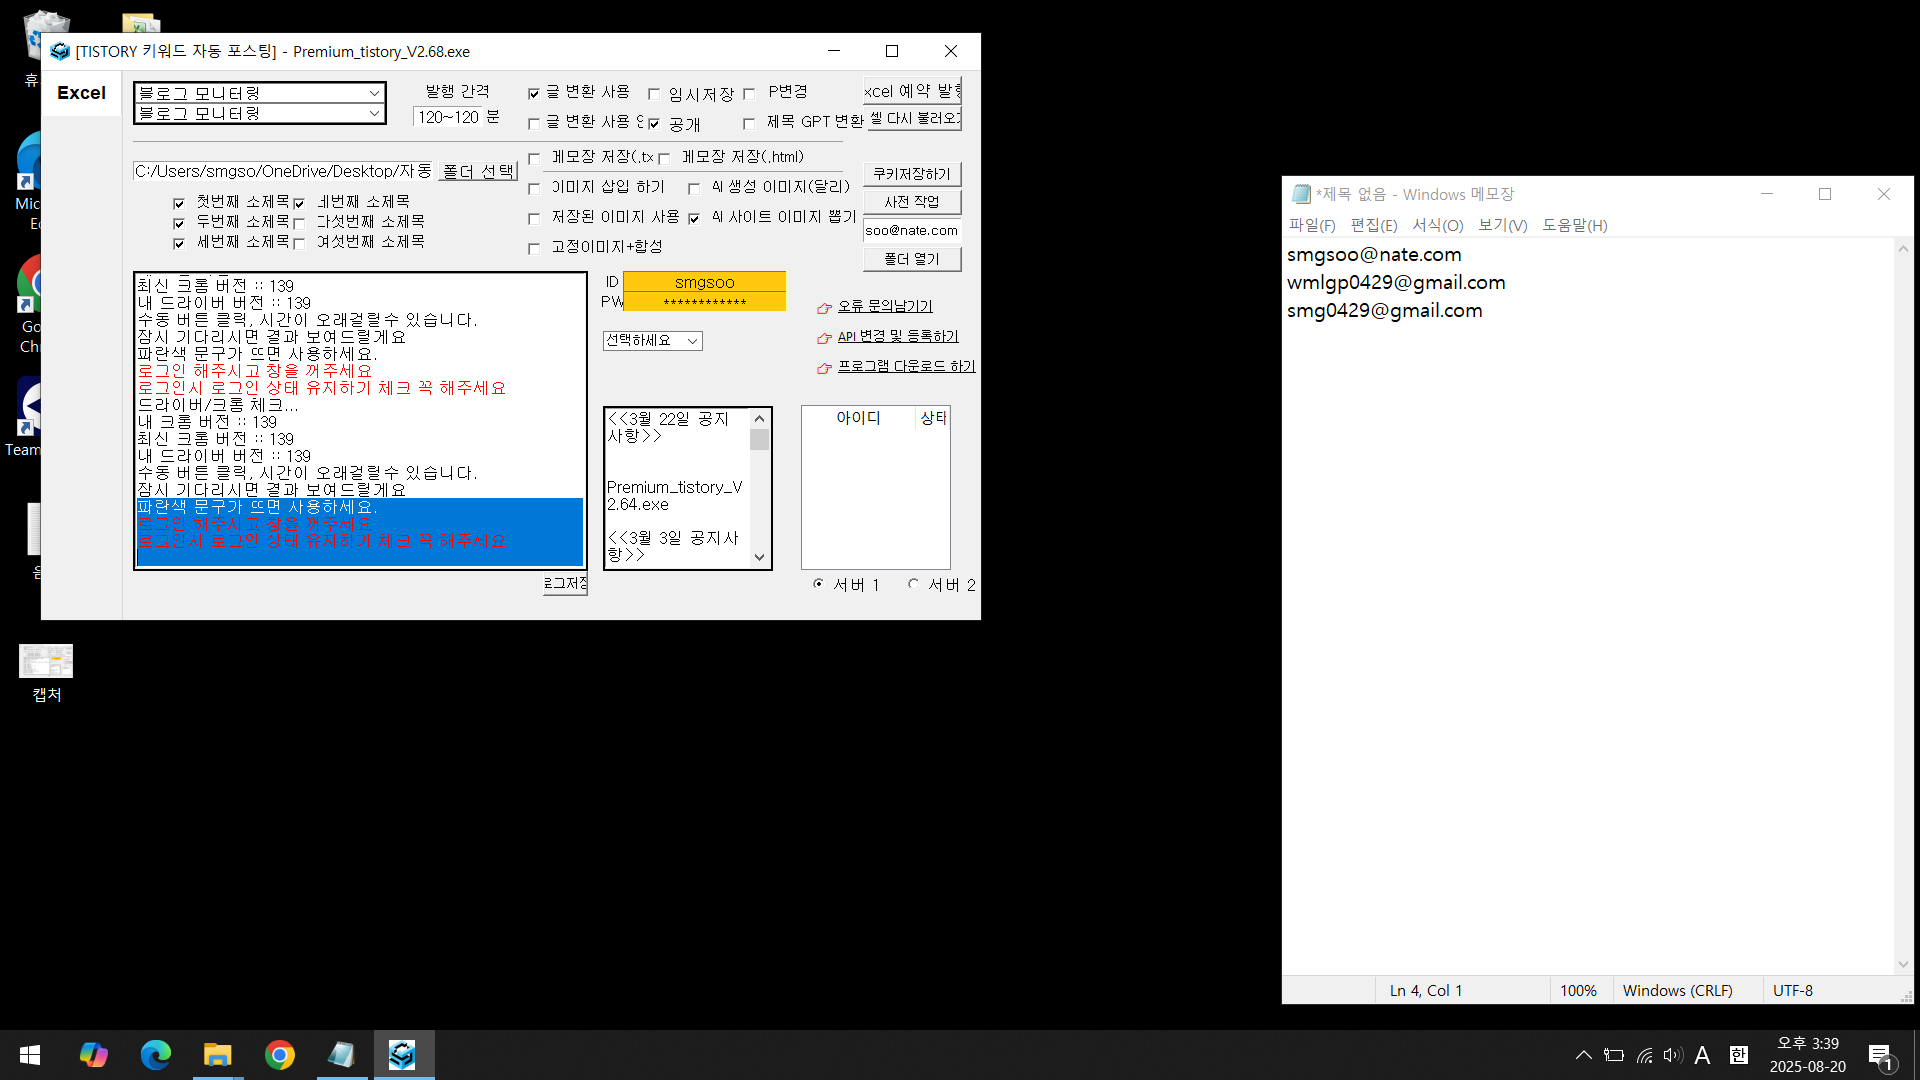 휴
[TISTORY 키워드 자동 포스팅] - Premium_tistory_V2.68.exe
Excel
블로그 모니터링
블로그 모니터링
발행 간격
120~120 분
글 변환 사용
임시저장
P변경
글 변환 사용 안
공개
제목 GPT 변환
xcel 예약 발행
셀 다시 불러오기
C:/Users/smgso/OneDrive/Desktop/자동
폴더 선택
메모장 저장(.tx
메모장 저장(.html)
이미지 삽입 하기
AI 생성 이미지(달리)
저장된 이미지 사용
AI 사이트 이미지 뽑기
고정이미지+합성
첫번째 소제목
네번째 소제목
두번째 소제목
다섯번째 소제목
세번째 소제목
여섯번째 소제목
쿠키저장하기
사전 작업
soo@nate.com
폴더 열기
최신 크롬 버전 :: 139
내 드라이버 버전 :: 139
수동 버튼 클릭, 시간이 오래걸릴수 있습니다.
잠시 기다리시면 결과 보여드릴게요
파란색 문구가 뜨면 사용하세요.
로그인 해주시고 창을 꺼주세요
로그인시 로그인 상태 유지하기 체크 꼭 해주세요
드라이버/크롬 체크...
내 크롬 버전 :: 139
최신 크롬 버전 :: 139
내 드라이버 버전 :: 139
수동 버튼 클릭, 시간이 오래걸릴수 있습니다.
잠시 기다리시면 결과 보여드릴게요
파란색 문구가 뜨면 사용하세요.
로그인 해주시고 창을 꺼주세요
로그인시 로그인 상태 유지하기 체크 꼭 해주세요
로그저장
ID smgsoo
PW ************
선택하세요
오류 문의남기기
API 변경 및 등록하기
프로그램 다운로드 하기
<<3월 22일 공지
사항>>
Premium_tistory_V
2.64.exe
<<3월 3일 공지사
항>>
아이디 상태
서버 1 서버 2
Mic
Ec
Go
Chr
Team
음
캡처
*제목 없음 - Windows 메모장
파일(F) 편집(E) 서식(O) 보기(V) 도움말(H)
smgsoo@nate.com
wmlgp0429@gmail.com
smg0429@gmail.com
Ln 4, Col 1 100% Windows (CRLF) UTF-8
A 한
오후 3:39
2025-08-20
1